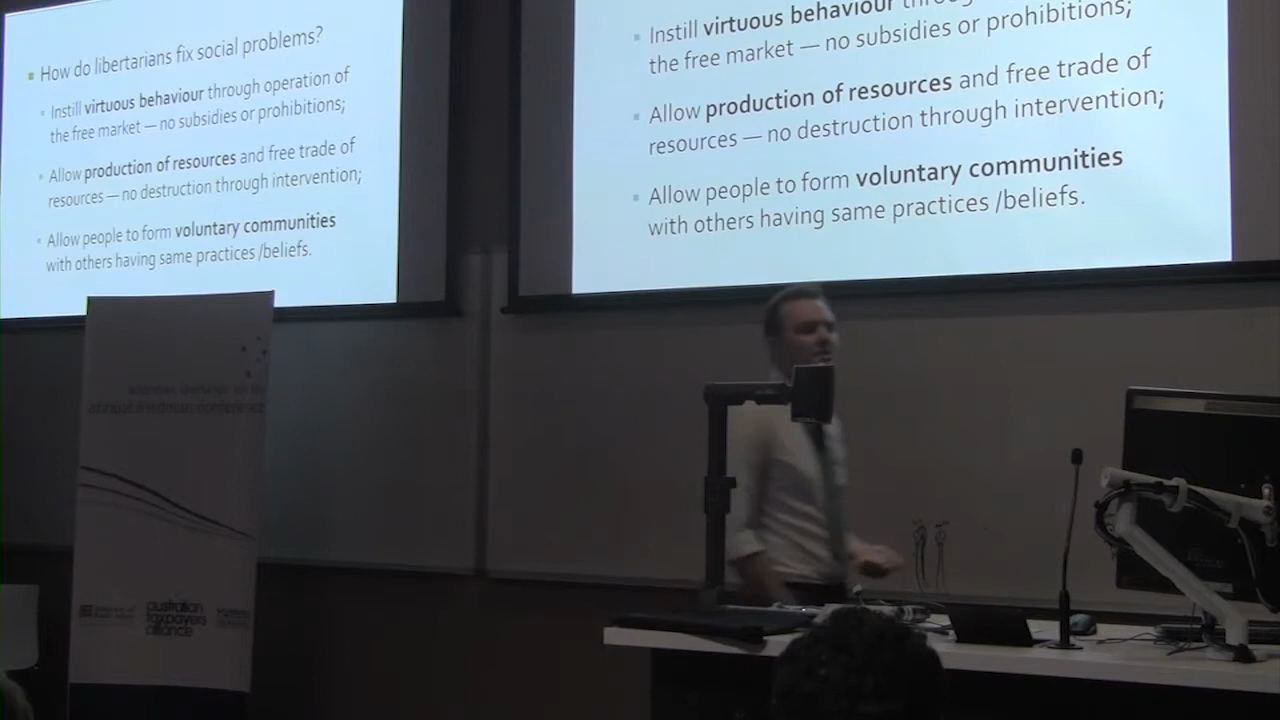 How do libertarians fix social problems?
Instill virtuous behaviour through operation of
the free market — no subsidies or prohibitions;
Allow production of resources and free trade of
resources — no destruction through intervention;
Allow people to form voluntary communities
with others having same practices /beliefs.
Instill virtuous behaviour
the free market — no subsidies or prohibitions;
Allow production of resources and free trade of
resources — no destruction through intervention;
Allow people to form voluntary communities
with others having same practices /beliefs.
annual friedman conference
australian
taxpayers
alliance